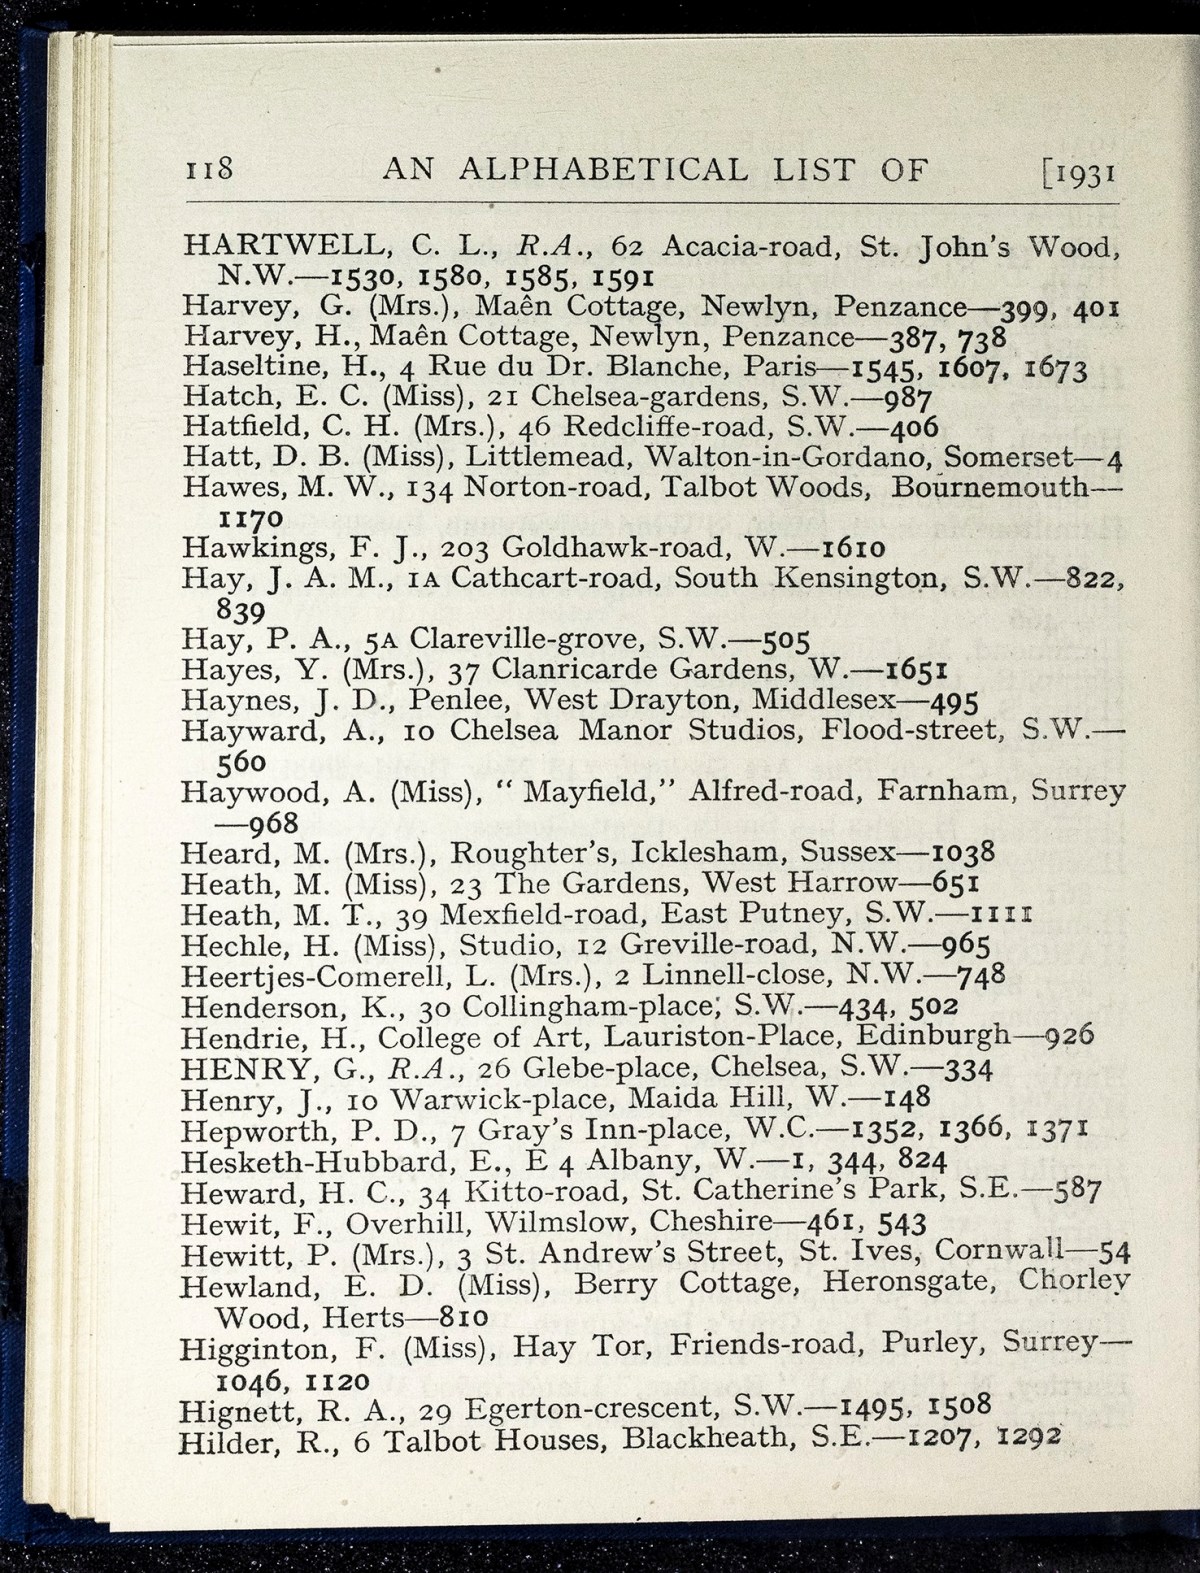 118 AN ALPHABETICAL LIST OF [1931
HARTWELL, C. L., R.A., 62 Acacia-road, St. John's Wood,
N.W.—1530, 1580, 1585, 1591
Harvey, G. (Mrs.), Maên Cottage, Newlyn, Penzance—399, 401
Harvey, H., Maên Cottage, Newlyn, Penzance—387, 738
Haseltine, H., 4 Rue du Dr. Blanche, Paris—1545, 1607, 1673
Hatch, E. C. (Miss), 21 Chelsea-gardens, S.W.—987
Hatfield, C. H. (Mrs.), 46 Redcliffe-road, S.W.—406
Hatt, D. B. (Miss), Littlemead, Walton-in-Gordano, Somerset—4
Hawes, M. W., 134 Norton-road, Talbot Woods, Bournemouth—
1170
Hawkings, F. J., 203 Goldhawk-road, W.—1610
Hay, J. A. M., 1A Cathcart-road, South Kensington, S.W.—822,
839
Hay, P. A., 5A Clareville-grove, S.W.—505
Hayes, Y. (Mrs.), 37 Clanricarde Gardens, W.—1651
Haynes, J. D., Penlee, West Drayton, Middlesex—495
Hayward, A., 10 Chelsea Manor Studios, Flood-street, S.W.—
560
Haywood, A. (Miss), “ Mayfield,” Alfred-road, Farnham, Surrey
—968
Heard, M. (Mrs.), Roughter's, Icklesham, Sussex—1038
Heath, M. (Miss), 23 The Gardens, West Harrow—651
Heath, M. T., 39 Mexfield-road, East Putney, S.W.—1111
Hechle, H. (Miss), Studio, 12 Greville-road, N.W.—965
Heertjes-Comerell, L. (Mrs.), 2 Linnell-close, N.W.—748
Henderson, K., 30 Collingham-place, S.W.—434, 502
Hendrie, H., College of Art, Lauriston-Place, Edinburgh—926
HENRY, G., R.A., 26 Glebe-place, Chelsea, S.W.—334
Henry, J., 10 Warwick-place, Maida Hill, W.—148
Hepworth, P. D., 7 Gray's Inn-place, W.C.—1352, 1366, 1371
Hesketh-Hubbard, E., E 4 Albany, W.—1, 344, 824
Heward, H. C., 34 Kitto-road, St. Catherine's Park, S.E.—587
Hewit, F., Overhill, Wilmslow, Cheshire—461, 543
Hewitt, P. (Mrs.), 3 St. Andrew's Street, St. Ives, Cornwall—54
Hewland, E. D. (Miss), Berry Cottage, Heronsgate, Chorley
Wood, Herts—810
Higginton, F. (Miss), Hay Tor, Friends-road, Purley, Surrey—
1046, 1120
Hignett, R. A., 29 Egerton-crescent, S.W.—1495, 1508
Hilder, R., 6 Talbot Houses, Blackheath, S.E.—1207, 1292